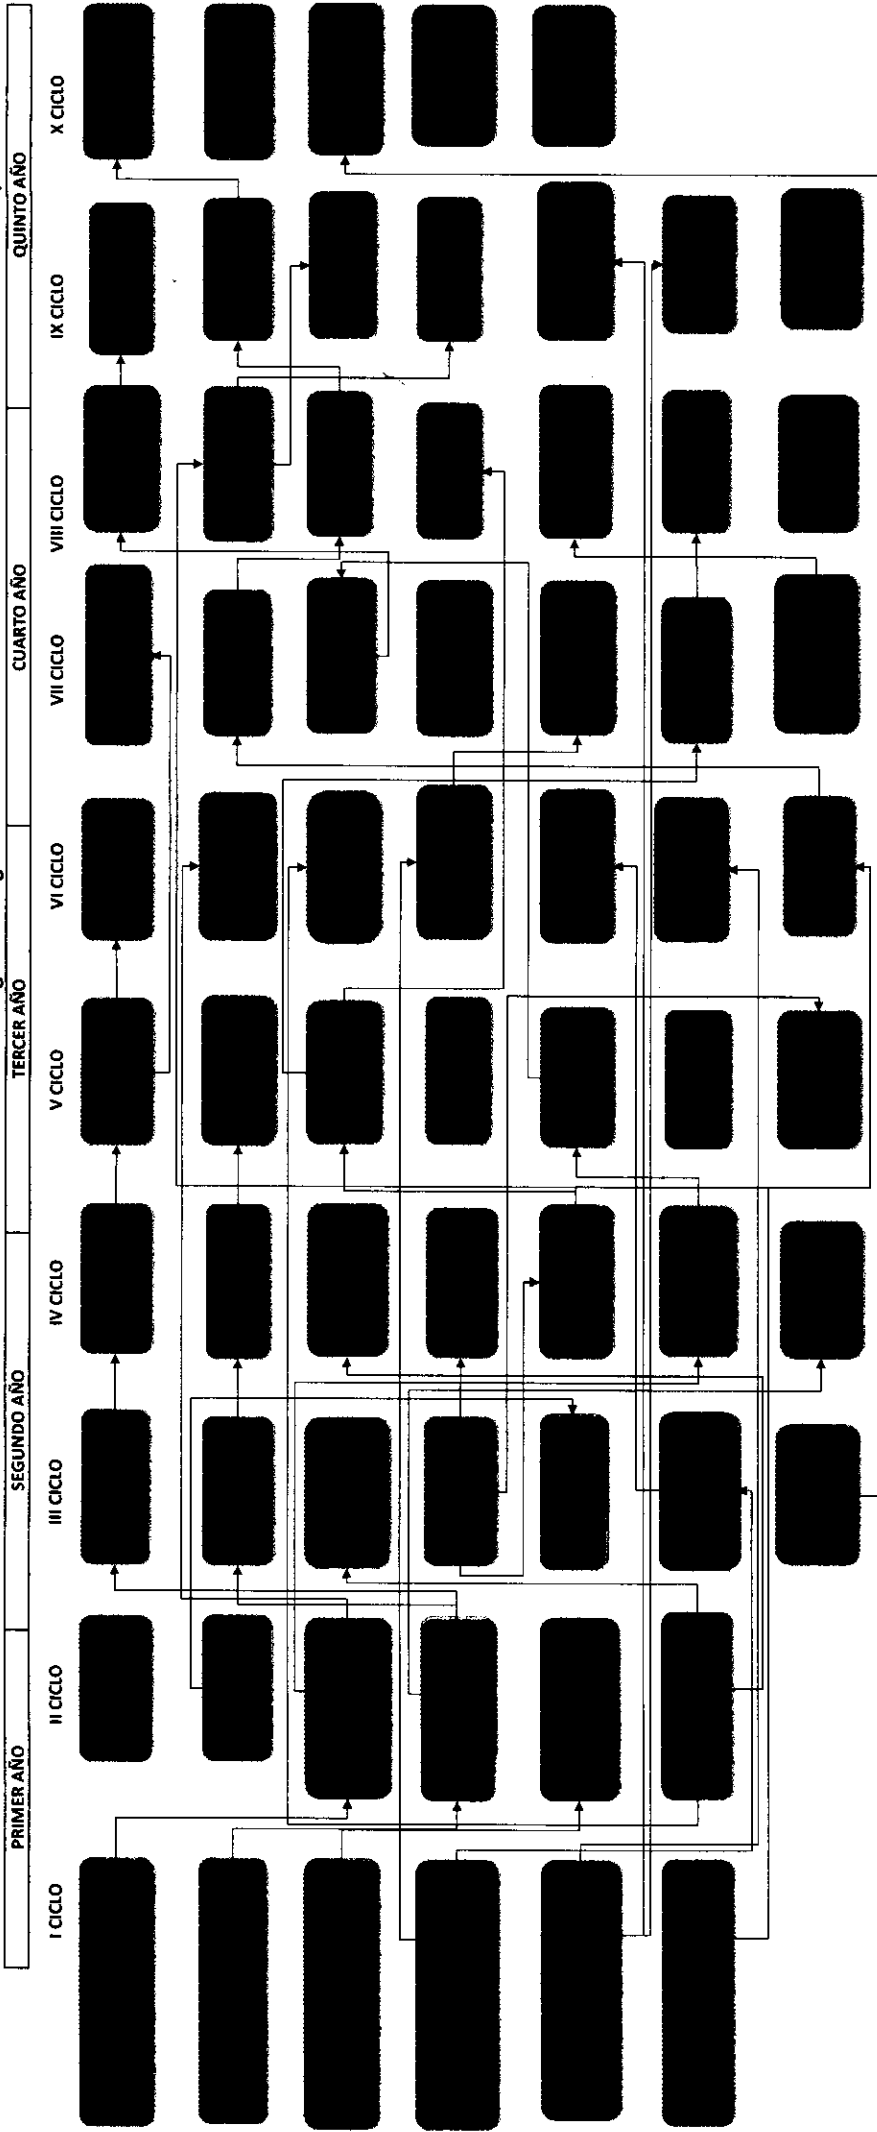 PRIMER AÑO
SEGUNDO AÑO
TERCER AÑO
CUARTO AÑO
QUINTO AÑO
I CICLO
II CICLO
III CICLO
IV CICLO
V CICLO
VI CICLO
VII CICLO
VIII CICLO
IX CICLO
X CICLO